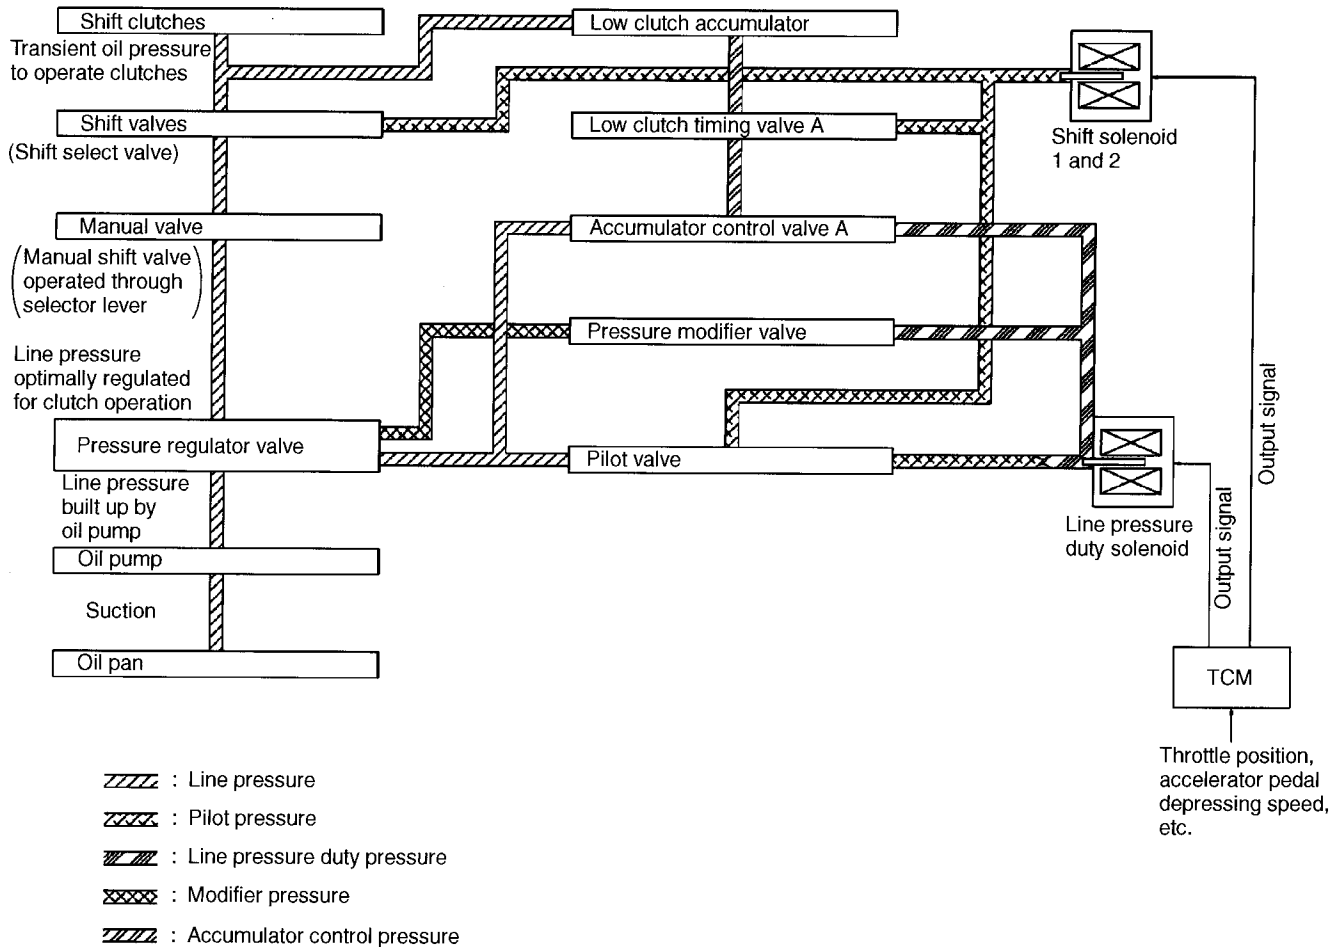 Shift clutches
Transient oil pressure
to operate clutches
Shift valves
(Shift select valve)
Manual valve
(Manual shift valve
operated through
selector lever)
Line pressure
optimally regulated
for clutch operation
Pressure regulator valve
Line pressure
built up by
oil pump
Oil pump
Suction
Oil pan
Low clutch accumulator
Low clutch timing valve A
Accumulator control valve A
Pressure modifier valve
Pilot valve
Shift solenoid
1 and 2
Line pressure
duty solenoid
Output signal
Output signal
TCM
Throttle position,
accelerator pedal
depressing speed,
etc.
: Line pressure
: Pilot pressure
: Line pressure duty pressure
: Modifier pressure
: Accumulator control pressure